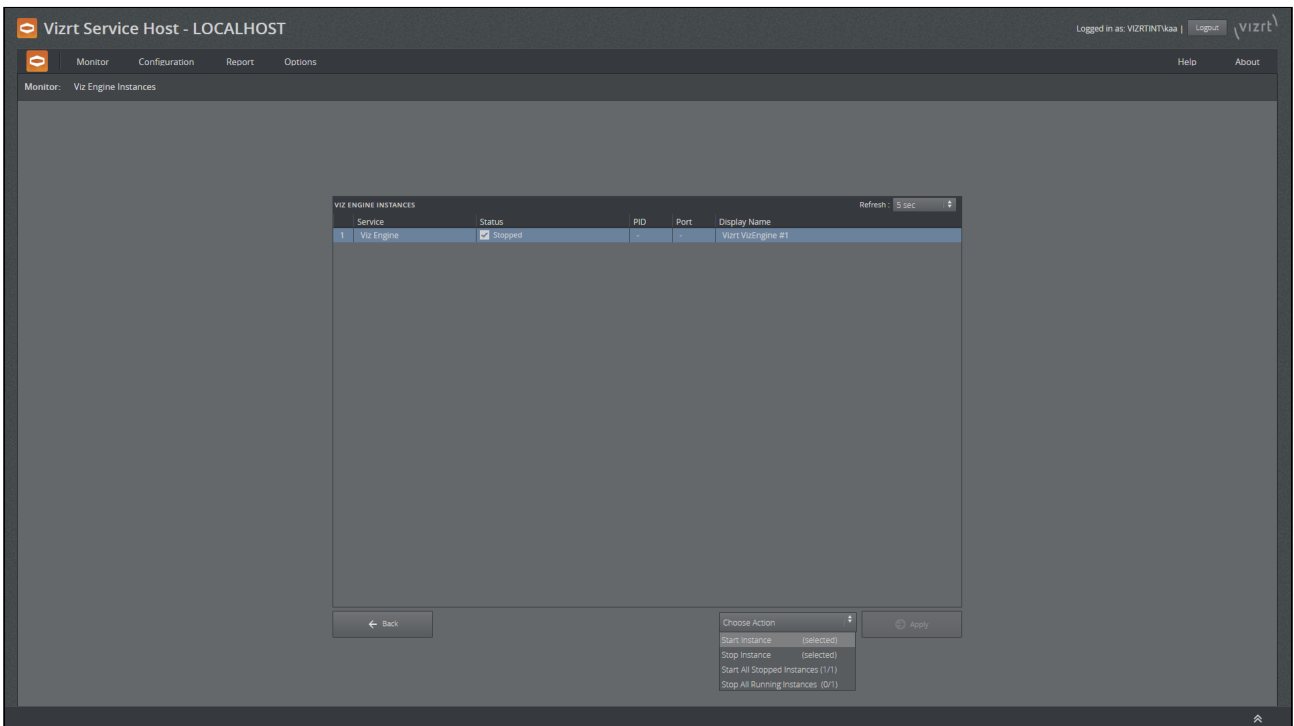 Vizrt Service Host - LOCALHOST
Logged in as: VIZRTINT\kaa | Logout vizrt
Monitor Configuration Report Options Help About
Monitor: Viz Engine Instances
VIZ ENGINE INSTANCES Refresh : 5 sec
Service Status PID Port Display Name
1 Viz Engine Stopped - - Vizrt VizEngine #1
Back Choose Action Apply
Start Instance (selected)
Stop Instance (selected)
Start All Stopped Instances (1/1)
Stop All Running Instances (0/1)